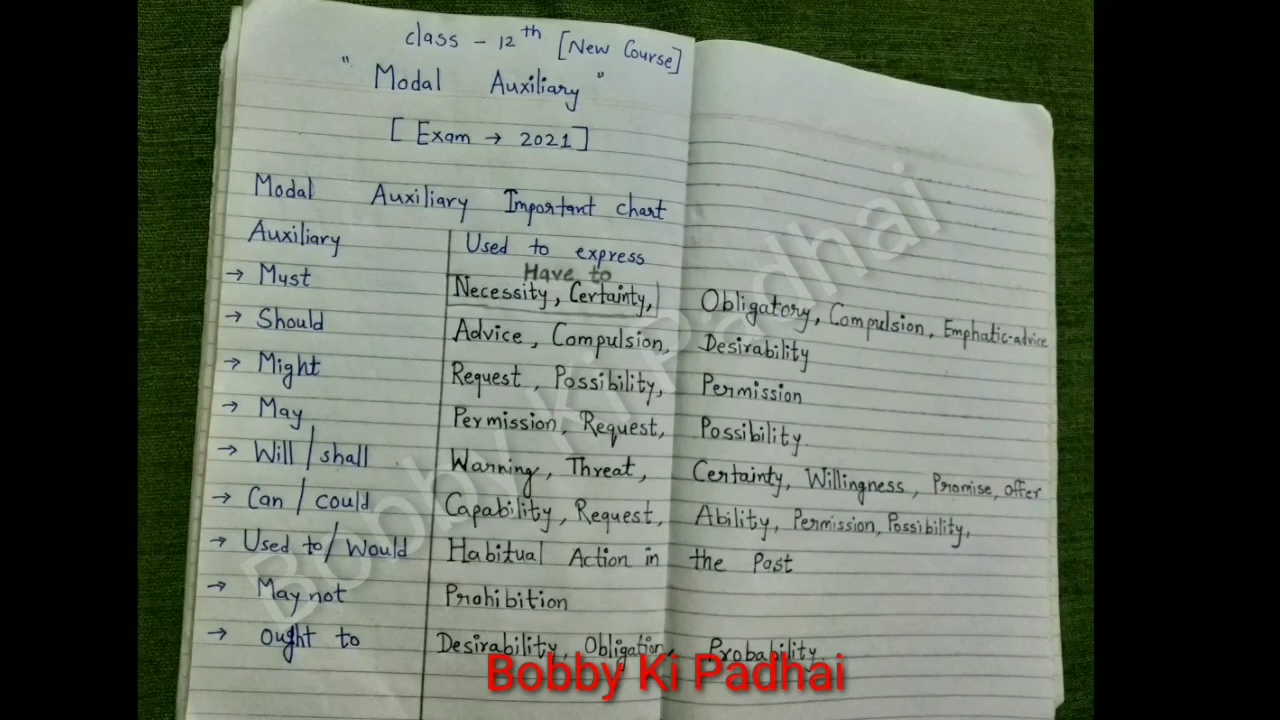 class - 12th [New Course]
" Modal Auxiliary "
[ Exam → 2021 ]
Modal Auxiliary Important chart
Auxiliary Used to express
Have to
→ Must Necessity, Certainty, Obligatory, Compulsion, Emphatic-advice
→ Should Advice, Compulsion, Desirability
→ Might Request, Possibility, Permission
→ May Permission, Request, Possibility.
→ Will / shall Warning, Threat, Certainty, Willingness, Promise, offer
→ Can / could Capability, Request, Ability, Permission, Possibility,
→ Used to / Would Habitual Action in the Past
→ May not Prohibition
→ ought to Desirability, Obligation, Probability.
Bobby Ki Padhai
Bobby Ki Padhai